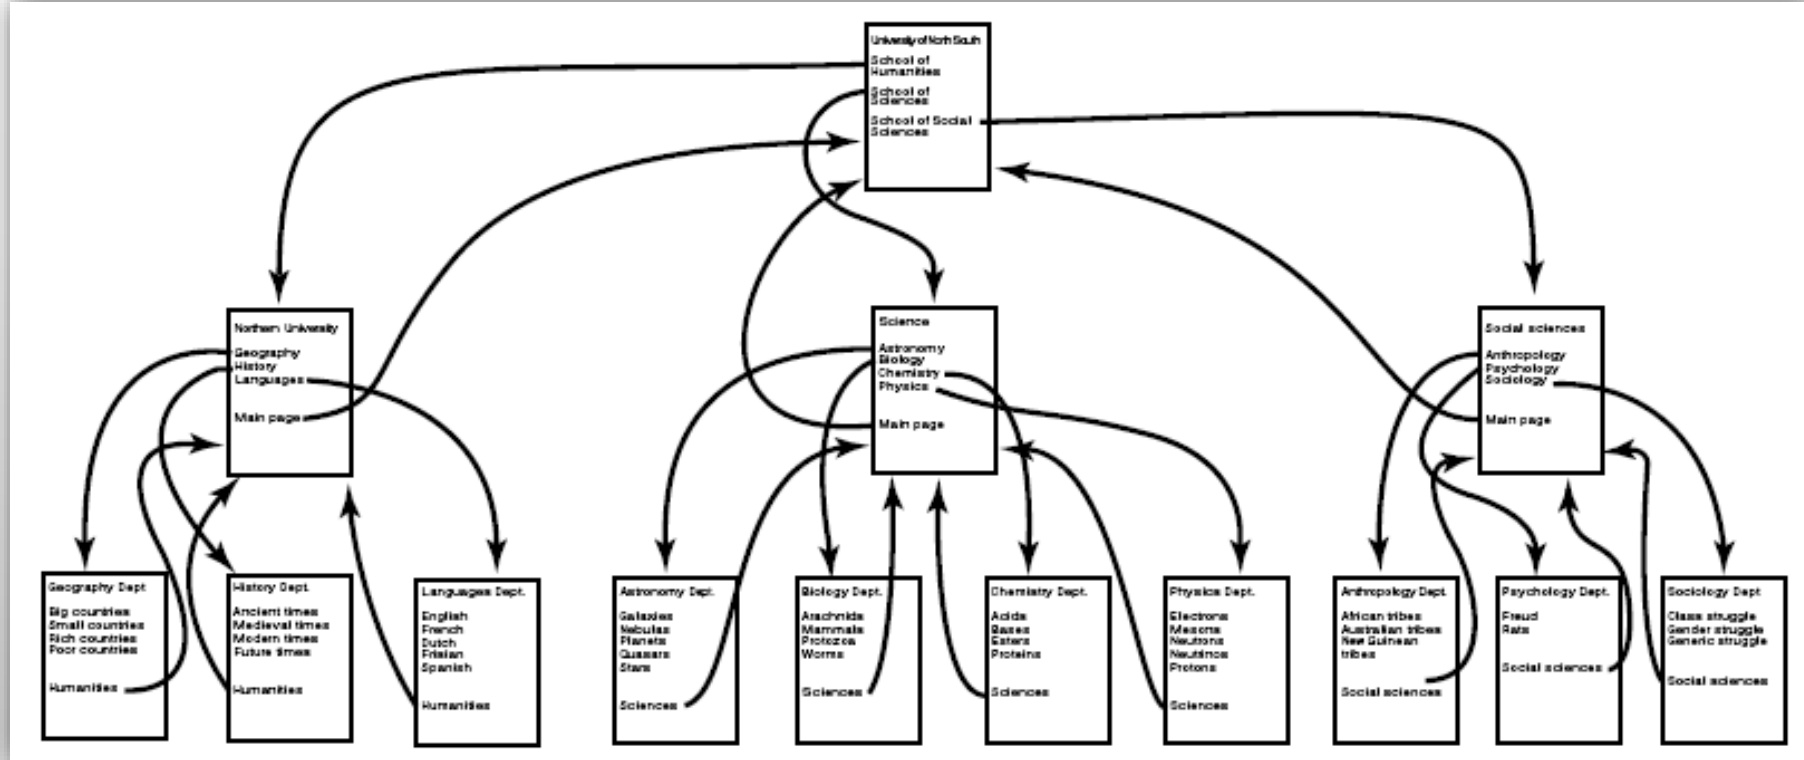 University of North South
School of
Humanities
School of
Sciences
School of Social
Sciences
Northern University
Geography
History
Languages
Main page
Science
Astronomy
Biology
Chemistry
Physics
Main page
Social sciences
Anthropology
Psychology
Sociology
Main page
Geography Dept
Big countries
Small countries
Rich countries
Poor countries
Humanities
History Dept.
Ancient times
Medieval times
Modern times
Future times
Humanities
Languages Dept.
English
French
Dutch
Frisian
Spanish
Humanities
Astronomy Dept.
Galaxies
Nebulas
Planets
Quasars
Stars
Sciences
Biology Dept.
Arachnids
Mammals
Protozoa
Worms
Sciences
Chemistry Dept.
Acids
Bases
Esters
Proteins
Sciences
Physics Dept.
Electrons
Mesons
Neutrons
Neutrinos
Protons
Sciences
Anthropology Dept.
African tribes
Australian tribes
New Guinean
tribes
Social sciences
Psychology Dept.
Freud
Rats
Social sciences
Sociology Dept
Class struggle
Gender struggle
Generic struggle
Social sciences